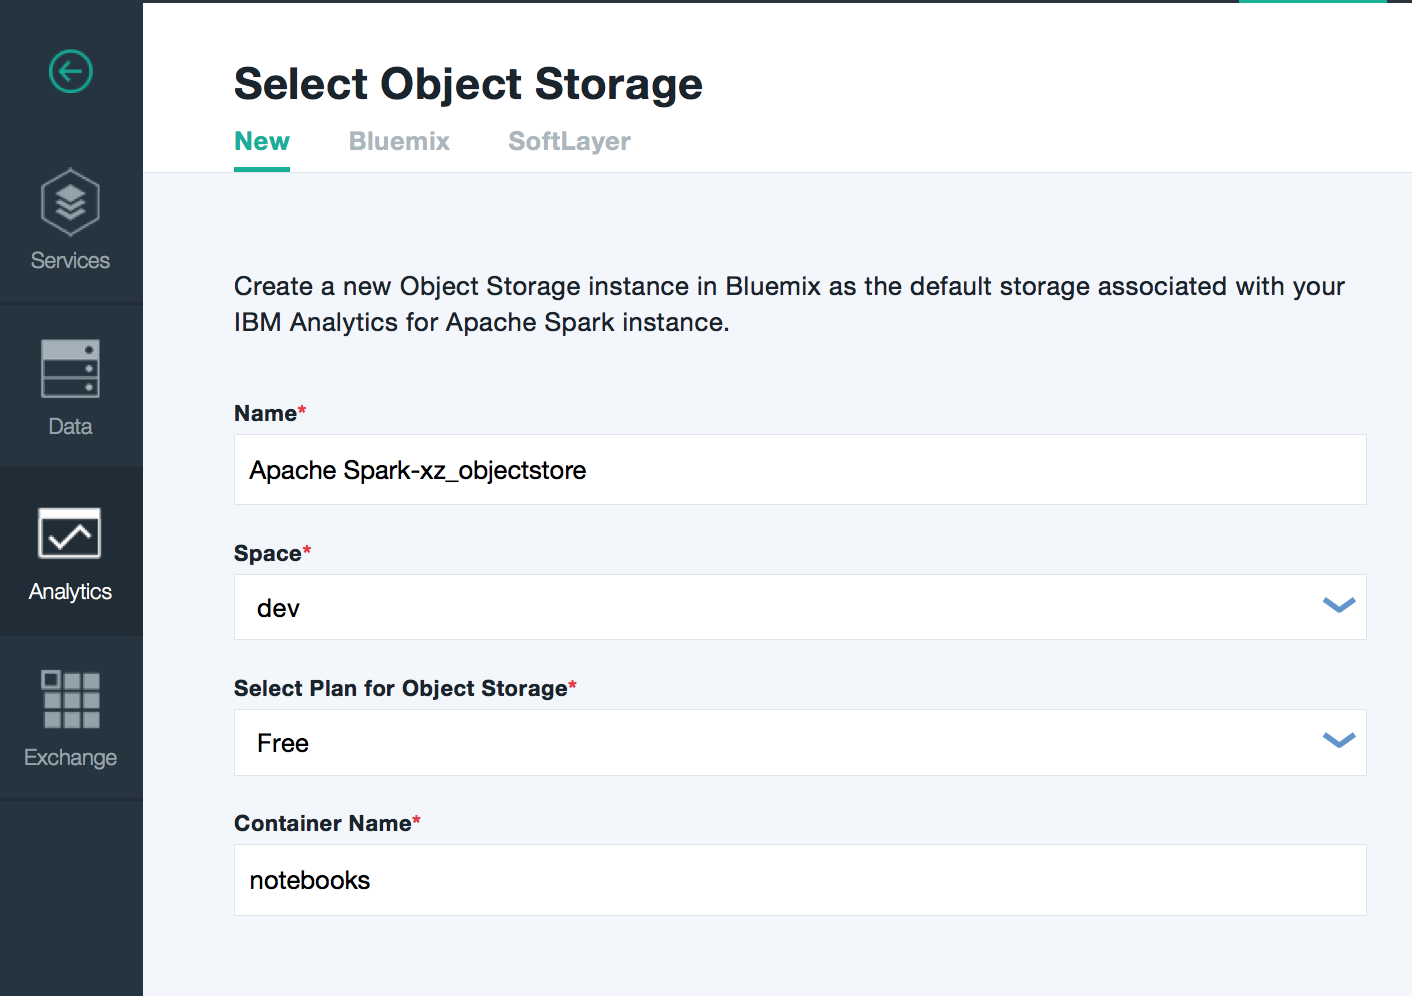 Select Object Storage
New Bluemix SoftLayer
Services
Data
Analytics
Exchange
Create a new Object Storage instance in Bluemix as the default storage associated with your
IBM Analytics for Apache Spark instance.
Name*
Apache Spark-xz_objectstore
Space*
dev
Select Plan for Object Storage*
Free
Container Name*
notebooks